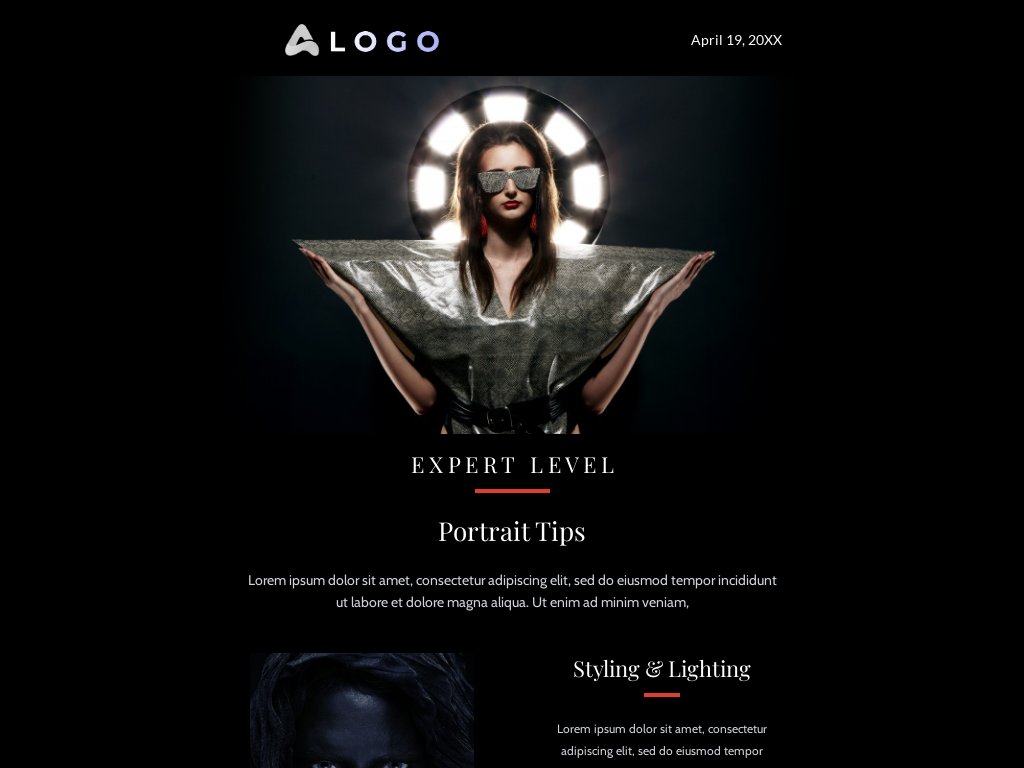 LOGO
April 19, 20XX
EXPERT LEVEL
Portrait Tips
Lorem ipsum dolor sit amet, consectetur adipiscing elit, sed do eiusmod tempor incididunt
ut labore et dolore magna aliqua. Ut enim ad minim veniam,
Styling & Lighting
Lorem ipsum dolor sit amet, consectetur
adipiscing elit, sed do eiusmod tempor